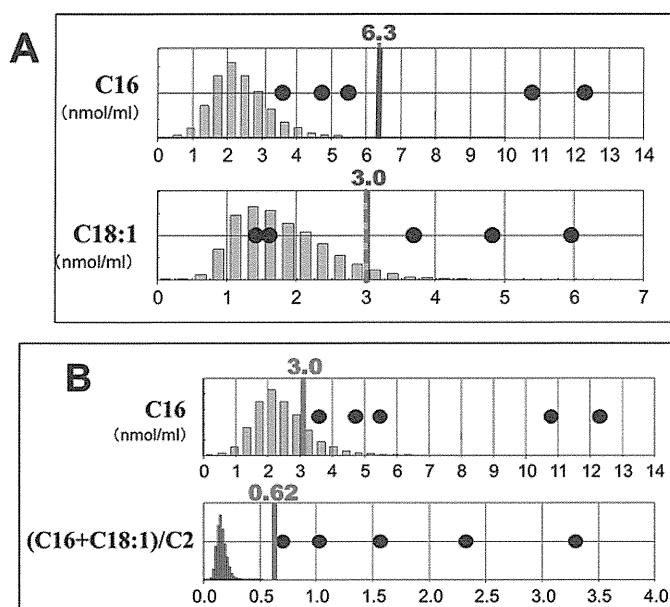 A
6.3
C16
(nmol/ml)
0 1 2 3 4 5 6 7 8 9 10 11 12 13 14
3.0
C18:1
(nmol/ml)
0 1 2 3 4 5 6 7
B
3.0
C16
(nmol/ml)
0 1 2 3 4 5 6 7 8 9 10 11 12 13 14
0.62
(C16+C18:1)/C2
0.0 0.5 1.0 1.5 2.0 2.5 3.0 3.5 4.0